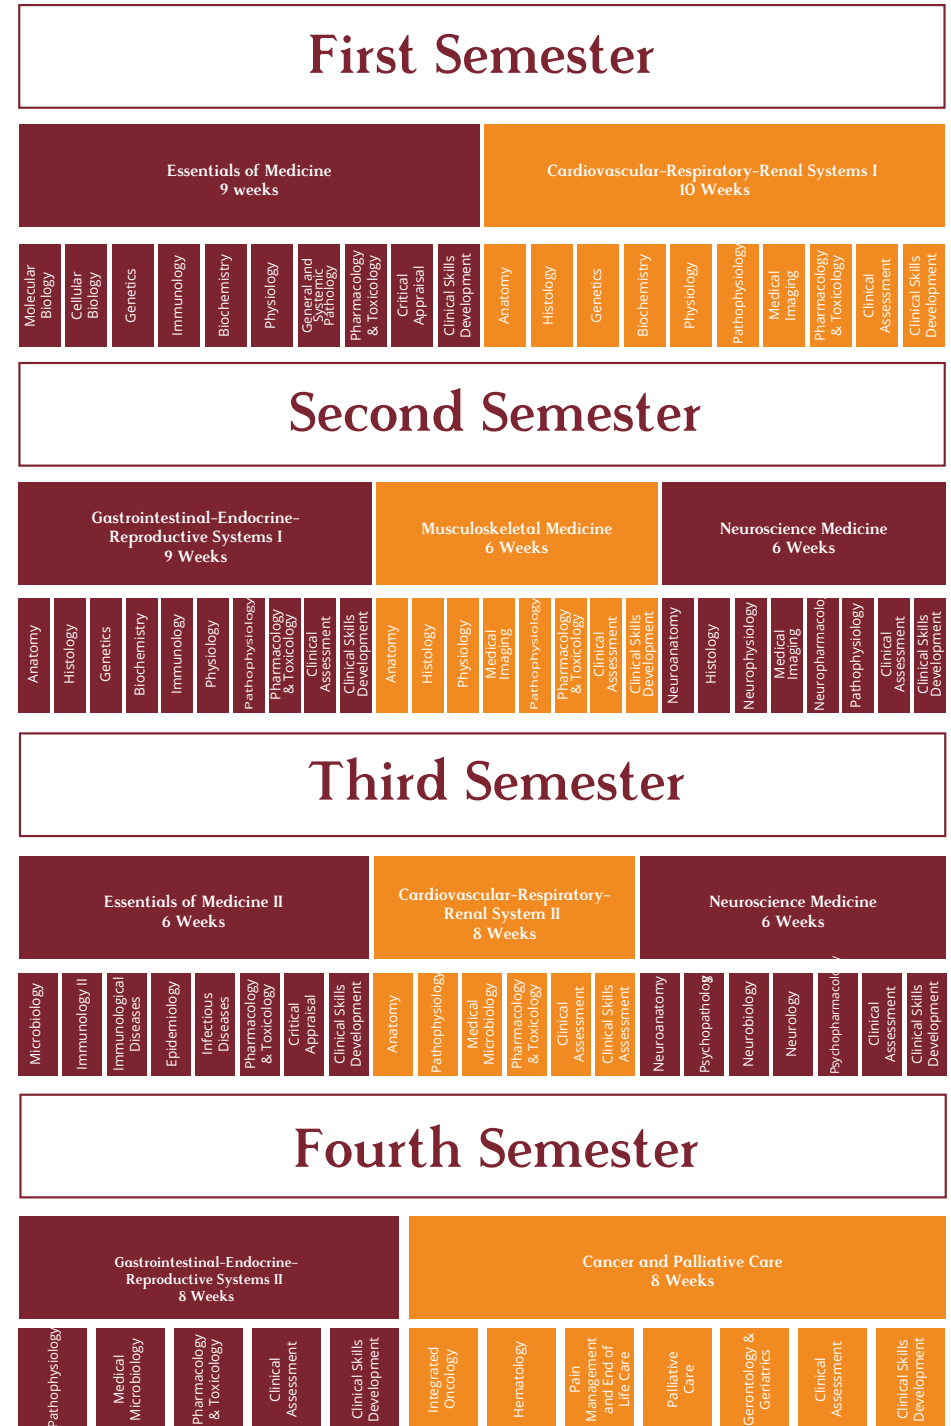 First Semester
Essentials of Medicine
9 weeks
Cardiovascular-Respiratory-Renal Systems I
10 Weeks
Molecular
Biology
Cellular
Biology
Genetics
Immunology
Biochemistry
Physiology
General and
Systemic
Pathology
Pharmacology
& Toxicology
Critical
Appraisal
Clinical Skills
Development
Anatomy
Histology
Genetics
Biochemistry
Physiology
Pathophysiology
Medical
Imaging
Pharmacology
& Toxicology
Clinical
Assessment
Clinical Skills
Development
Second Semester
Gastrointestinal-Endocrine-
Reproductive Systems I
9 Weeks
Musculoskeletal Medicine
6 Weeks
Neuroscience Medicine
6 Weeks
Anatomy
Histology
Genetics
Biochemistry
Immunology
Physiology
Pathophysiology
Pharmacology
& Toxicology
Clinical
Assessment
Clinical Skills
Development
Anatomy
Histology
Physiology
Medical
Imaging
Pathophysiology
Pharmacology
& Toxicology
Clinical
Assessment
Clinical Skills
Development
Neuroanatomy
Histology
Neurophysiology
Medical
Imaging
Neuropharmacolo
Pathophysiology
Clinical
Assessment
Clinical Skills
Development
Third Semester
Essentials of Medicine II
6 Weeks
Cardiovascular-Respiratory-
Renal System II
8 Weeks
Neuroscience Medicine
6 Weeks
Microbiology
Immunology II
Immunological
Diseases
Epidemiology
Infectious
Diseases
Pharmacology
& Toxicology
Critical
Appraisal
Clinical Skills
Development
Anatomy
Pathophysiology
Medical
Microbiology
Pharmacology
& Toxicology
Clinical
Assessment
Clinical Skills
Assessment
Neuroanatomy
Psychopathology
Neurobiology
Neurology
Psychopharmacology
Clinical
Assessment
Clinical Skills
Development
Fourth Semester
Gastrointestinal-Endocrine-
Reproductive Systems II
8 Weeks
Cancer and Palliative Care
8 Weeks
Pathophysiology
Medical
Microbiology
Pharmacology
& Toxicology
Clinical
Assessment
Clinical Skills
Development
Integrated
Oncology
Hematology
Pain
Management
and End of
Life Care
Palliative
Care
Gerontology &
Geriatrics
Clinical
Assessment
Clinical Skills
Development